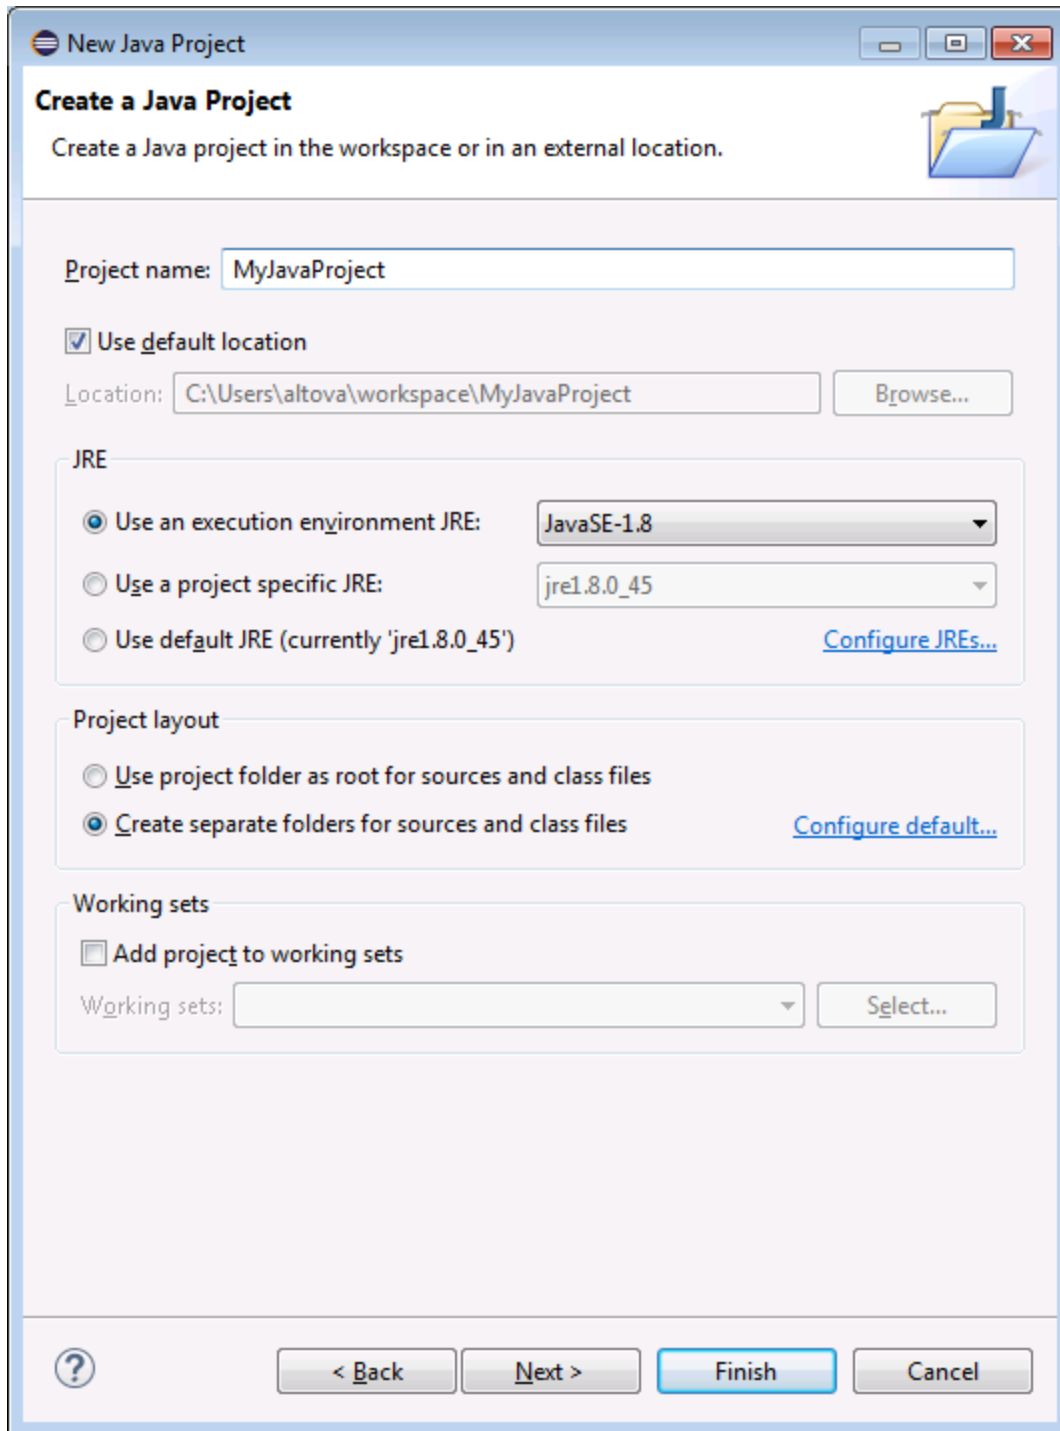 New Java Project
Create a Java Project
Create a Java project in the workspace or in an external location.
Project name: MyJavaProject
Use default location
Location: C:\Users\altova\workspace\MyJavaProject Browse...
JRE
Use an execution environment JRE: JavaSE-1.8
Use a project specific JRE: jre1.8.0_45
Use default JRE (currently 'jre1.8.0_45') Configure JREs...
Project layout
Use project folder as root for sources and class files
Create separate folders for sources and class files Configure default...
Working sets
Add project to working sets
Working sets: Select...
? < Back Next > Finish Cancel